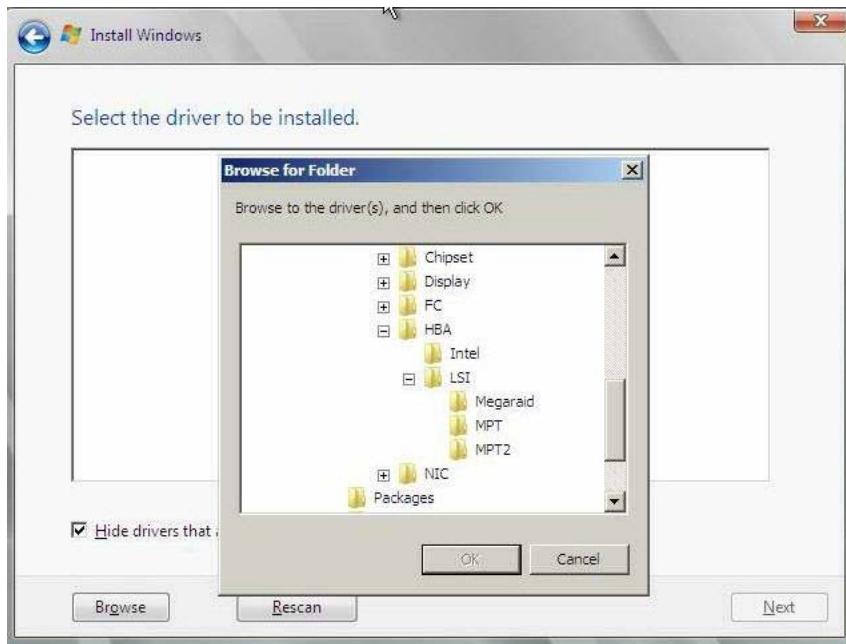 Install Windows
Select the driver to be installed.
Browse for Folder
Browse to the driver(s), and then click OK
Chipset
Display
FC
HBA
Intel
LSI
Megaraid
MPT
MPT2
NIC
Packages
Hide drivers that
OK Cancel
Browse Rescan Next